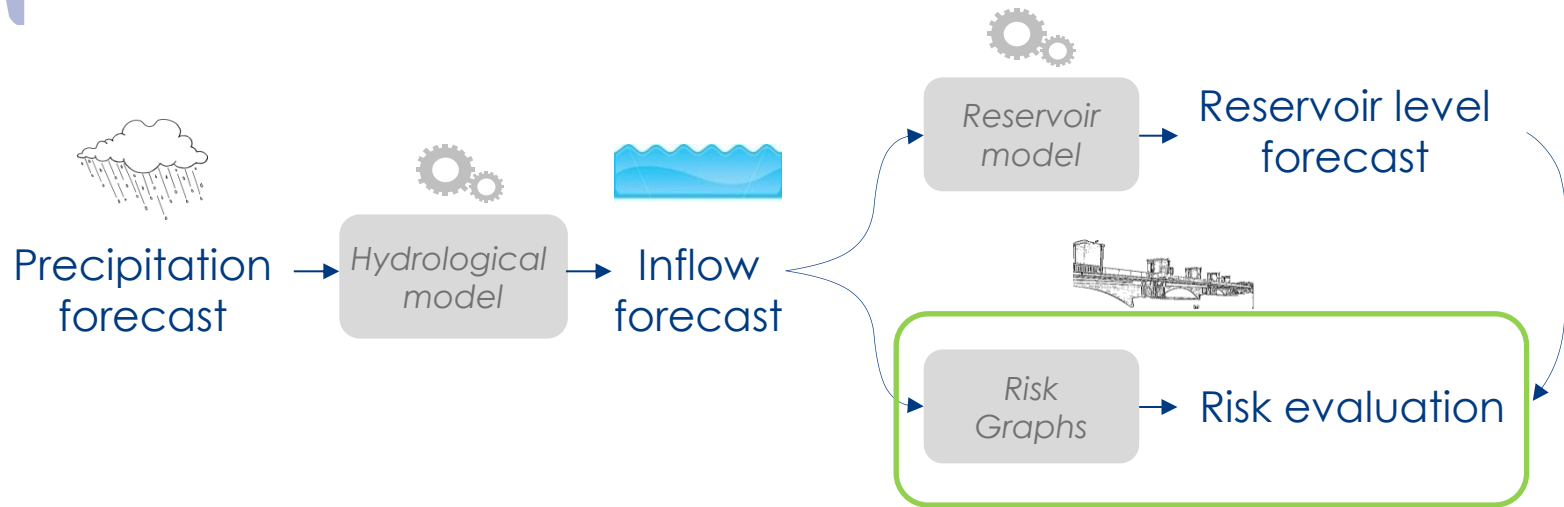 Precipitation
forecast
Hydrological
model
Inflow
forecast
Reservoir
model
Reservoir level
forecast
Risk
Graphs
Risk evaluation